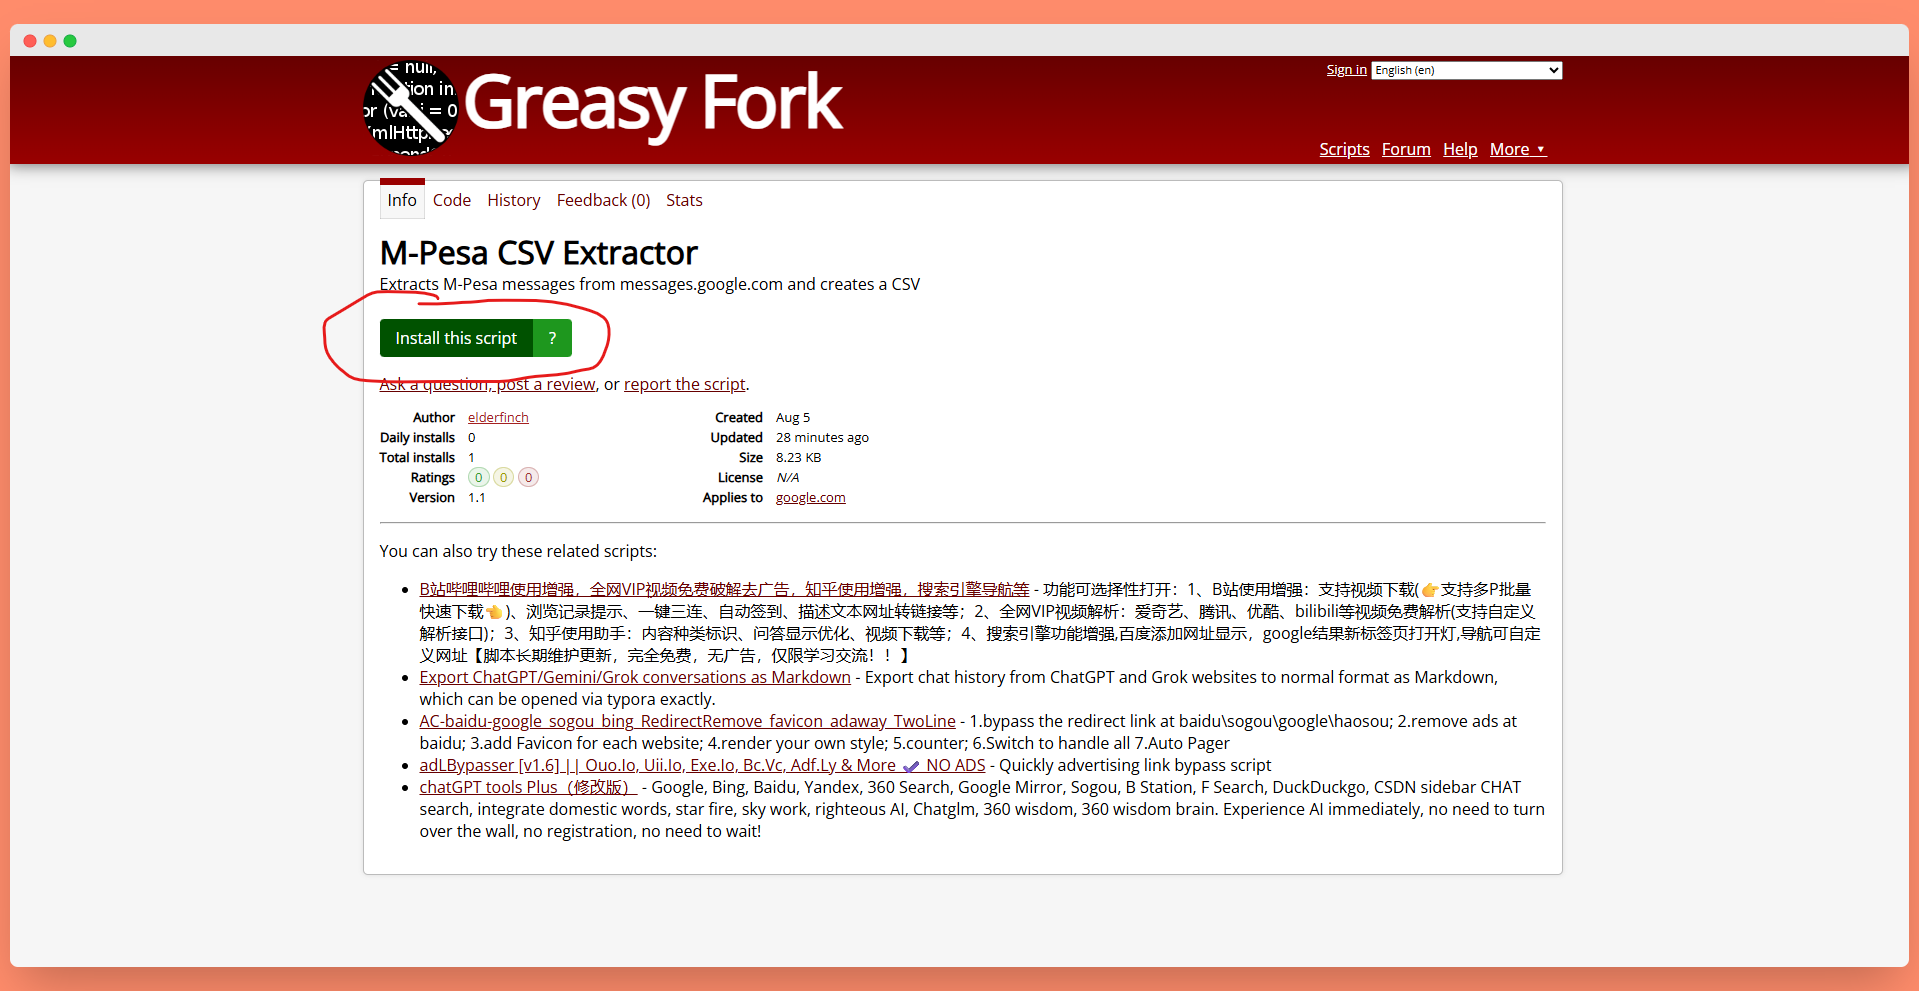 = null,
tion in
or (va i = 0
XmlHttp
Greasy Fork
Sign in English (en)
Scripts Forum Help More ▼
Info Code History Feedback (0) Stats
M-Pesa CSV Extractor
Extracts M-Pesa messages from messages.google.com and creates a CSV
Install this script ?
Ask a question, post a review, or report the script.
Author elderfinch Created Aug 5
Daily installs 0 Updated 28 minutes ago
Total installs 1 Size 8.23 KB
Ratings 0 0 0 License N/A
Version 1.1 Applies to google.com
You can also try these related scripts:
B站哔哩哔哩使用增强，全网VIP视频免费破解去广告，知乎使用增强，搜索引擎导航等 - 功能可选择性打开：1、B站使用增强：支持视频下载(👉支持多P批量
快速下载👈)、浏览记录提示、一键三连、自动签到、描述文本网址转链接等；2、全网VIP视频解析：爱奇艺、腾讯、优酷、bilibili等视频免费解析(支持自定义
解析接口)；3、知乎使用助手：内容种类标识、问答显示优化、视频下载等；4、搜索引擎功能增强,百度添加网址显示，google结果新标签页打开灯,导航可自定
义网址【脚本长期维护更新，完全免费，无广告，仅限学习交流！！】
Export ChatGPT/Gemini/Grok conversations as Markdown - Export chat history from ChatGPT and Grok websites to normal format as Markdown,
which can be opened via typora exactly.
AC-baidu-google_sogou_bing_RedirectRemove_favicon_adaway_TwoLine - 1.bypass the redirect link at baidu\sogou\google\haosou; 2.remove ads at
baidu; 3.add Favicon for each website; 4.render your own style; 5.counter; 6.Switch to handle all 7.Auto Pager
adLBypasser [v1.6] || Ouo.Io, Uii.Io, Exe.Io, Bc.Vc, Adf.Ly & More ✔ NO ADS - Quickly advertising link bypass script
chatGPT tools Plus（修改版） - Google, Bing, Baidu, Yandex, 360 Search, Google Mirror, Sogou, B Station, F Search, DuckDuckgo, CSDN sidebar CHAT
search, integrate domestic words, star fire, sky work, righteous AI, Chatglm, 360 wisdom, 360 wisdom brain. Experience AI immediately, no need to turn
over the wall, no registration, no need to wait!